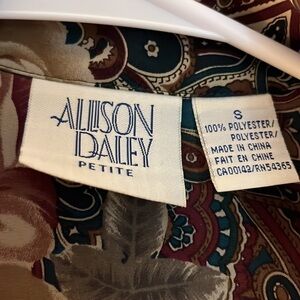 ALLISON
DALEY
PETITE
S
100% POLYESTER/
POLYESTER/
MADE IN CHINA
FAIT EN CHINE
CA00142/RN54365